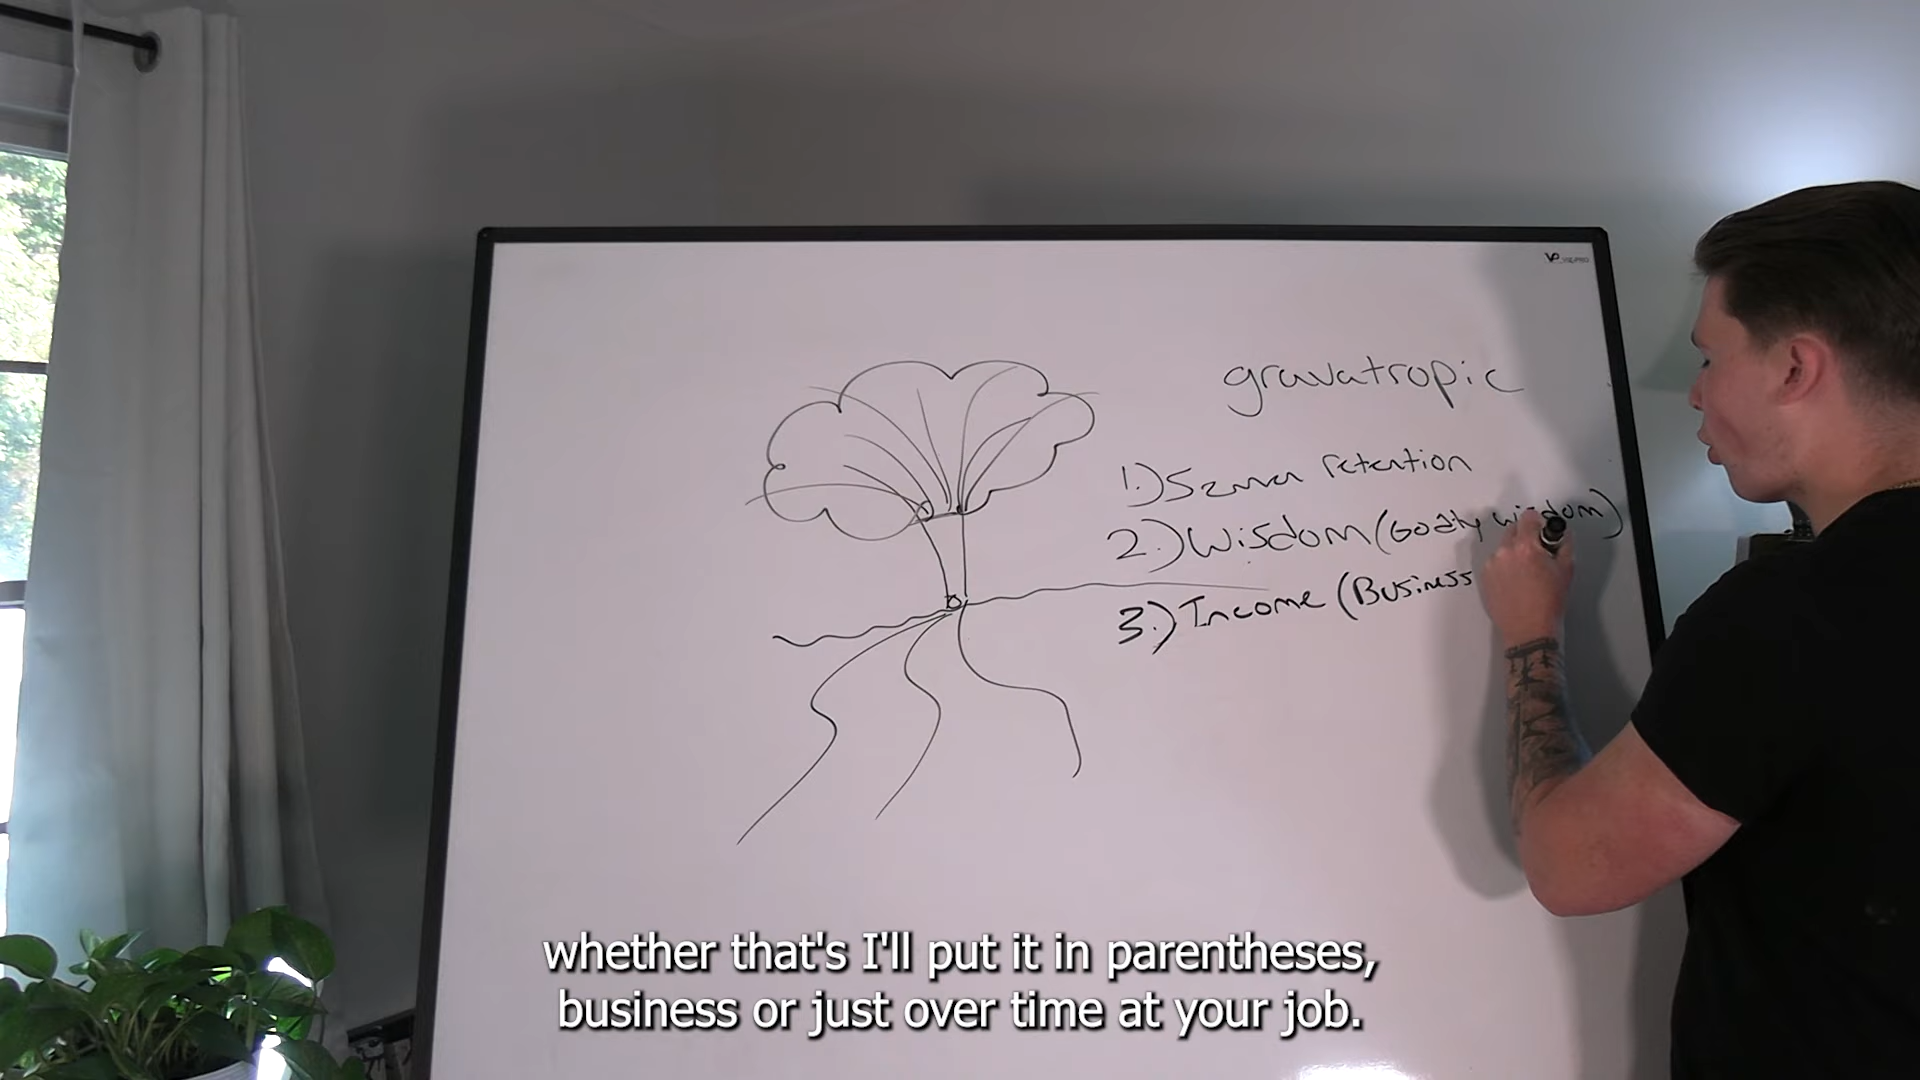 gravatropic
1.) Semen retention
2.) Wisdom (Godly wisdom)
3.) Income (Business
whether that's I'll put it in parentheses,
business or just over time at your job.